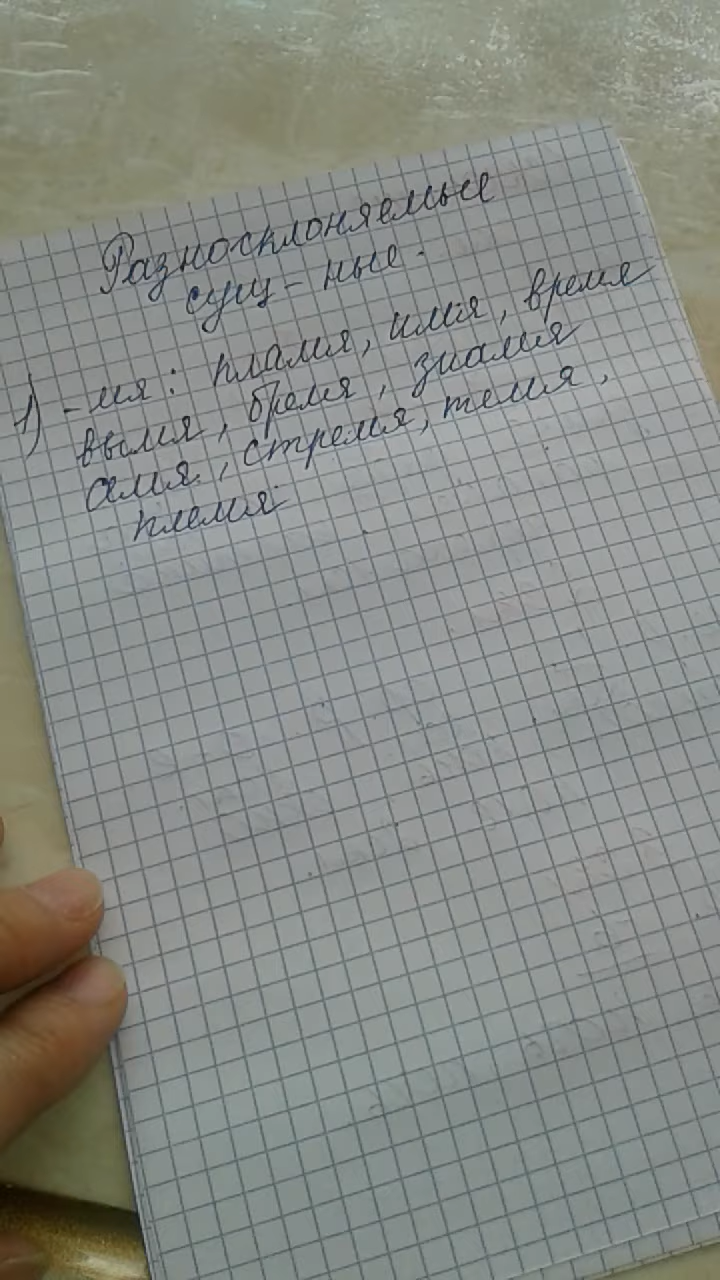 Разносклоняемые
сущ-ные.
1) -мя: пламя, имя, время
вымя, бремя, знамя
семя, стремя, темя,
племя